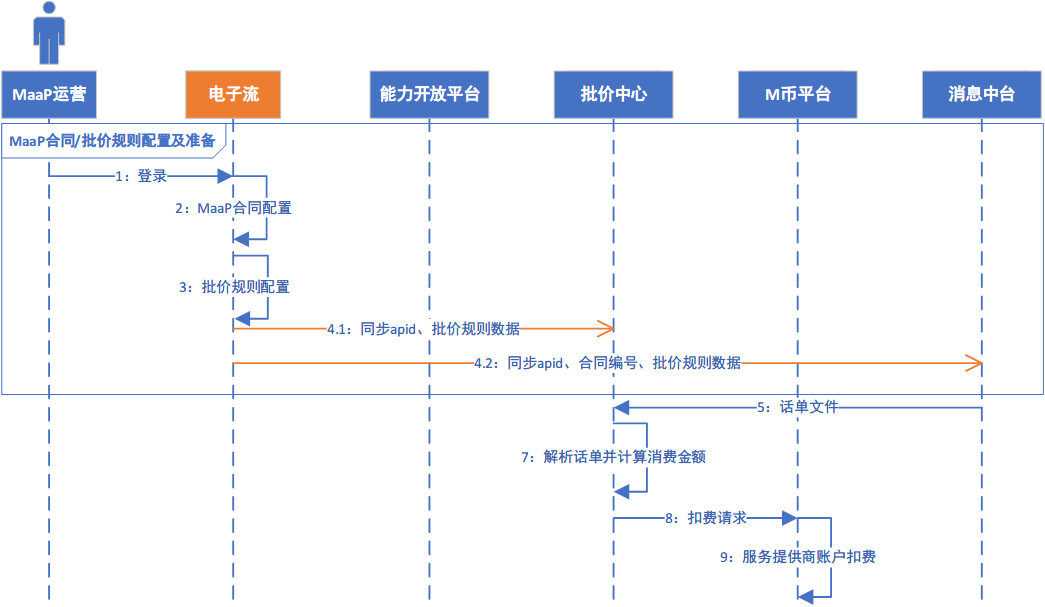 MaaP运营
电子流
能力开放平台
批价中心
M币平台
消息中台
MaaP合同/批价规则配置及准备
1：登录
2：MaaP合同配置
3：批价规则配置
4.1：同步apid、批价规则数据
4.2：同步apid、合同编号、批价规则数据
5：话单文件
7：解析话单并计算消费金额
8：扣费请求
9：服务提供商账户扣费